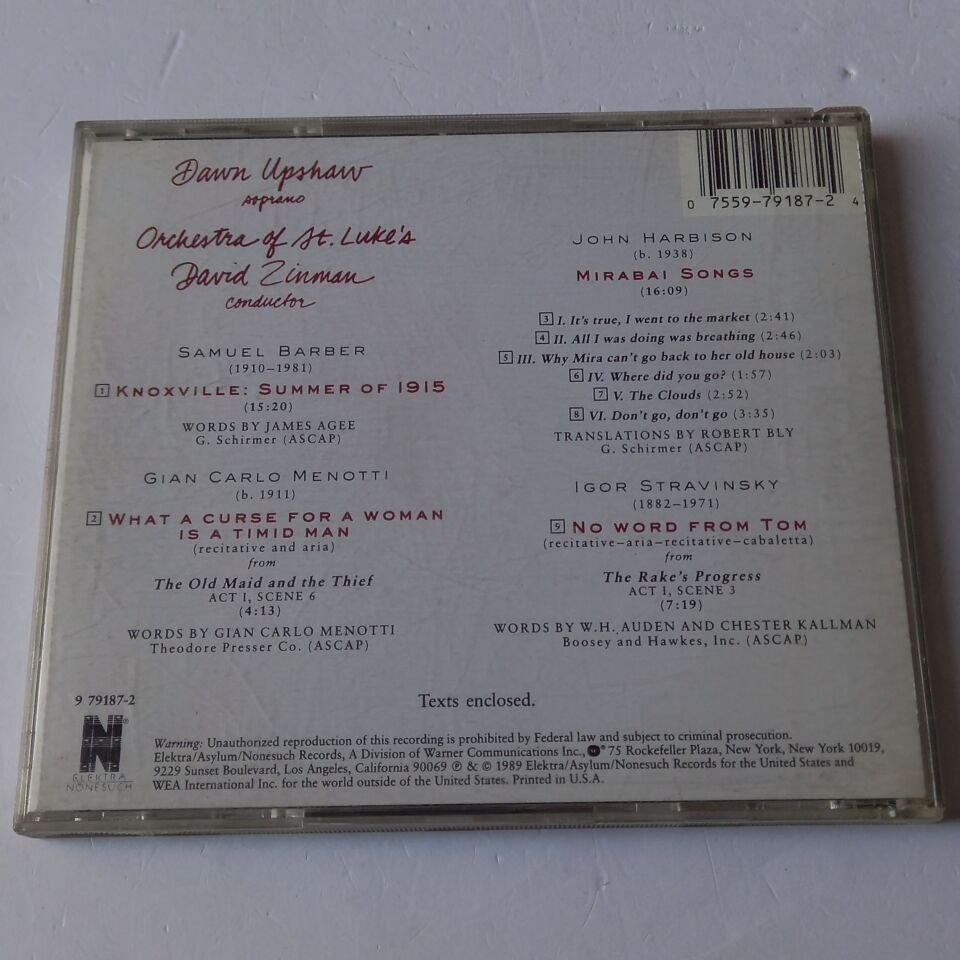 Dawn Upshaw
soprano
Orchestra of St. Luke's
David Zinman
conductor
SAMUEL BARBER
(1910–1981)
1 KNOXVILLE: SUMMER OF 1915
(15:20)
WORDS BY JAMES AGEE
G. Schirmer (ASCAP)
GIAN CARLO MENOTTI
(b. 1911)
2 WHAT A CURSE FOR A WOMAN
IS A TIMID MAN
(recitative and aria)
from
The Old Maid and the Thief
ACT I, SCENE 6
(4:13)
WORDS BY GIAN CARLO MENOTTI
Theodore Presser Co. (ASCAP)
0 7559-79187-2 4
JOHN HARBISON
(b. 1938)
MIRABAI SONGS
(16:09)
3 I. It's true, I went to the market (2:41)
4 II. All I was doing was breathing (2:46)
5 III. Why Mira can't go back to her old house (2:03)
6 IV. Where did you go? (1:57)
7 V. The Clouds (2:52)
8 VI. Don't go, don't go (3:35)
TRANSLATIONS BY ROBERT BLY
G. Schirmer (ASCAP)
IGOR STRAVINSKY
(1882–1971)
9 NO WORD FROM TOM
(recitative–aria–recitative–cabaletta)
from
The Rake's Progress
ACT I, SCENE 3
(7:19)
WORDS BY W.H. AUDEN AND CHESTER KALLMAN
Boosey and Hawkes, Inc. (ASCAP)
Texts enclosed.
9 79187-2
N ®
ELEKTRA
NONESUCH
Warning: Unauthorized reproduction of this recording is prohibited by Federal law and subject to criminal prosecution.
Elektra/Asylum/Nonesuch Records, A Division of Warner Communications Inc., ® 75 Rockefeller Plaza, New York, New York 10019,
9229 Sunset Boulevard, Los Angeles, California 90069 ℗ & © 1989 Elektra/Asylum/Nonesuch Records for the United States and
WEA International Inc. for the world outside of the United States. Printed in U.S.A.